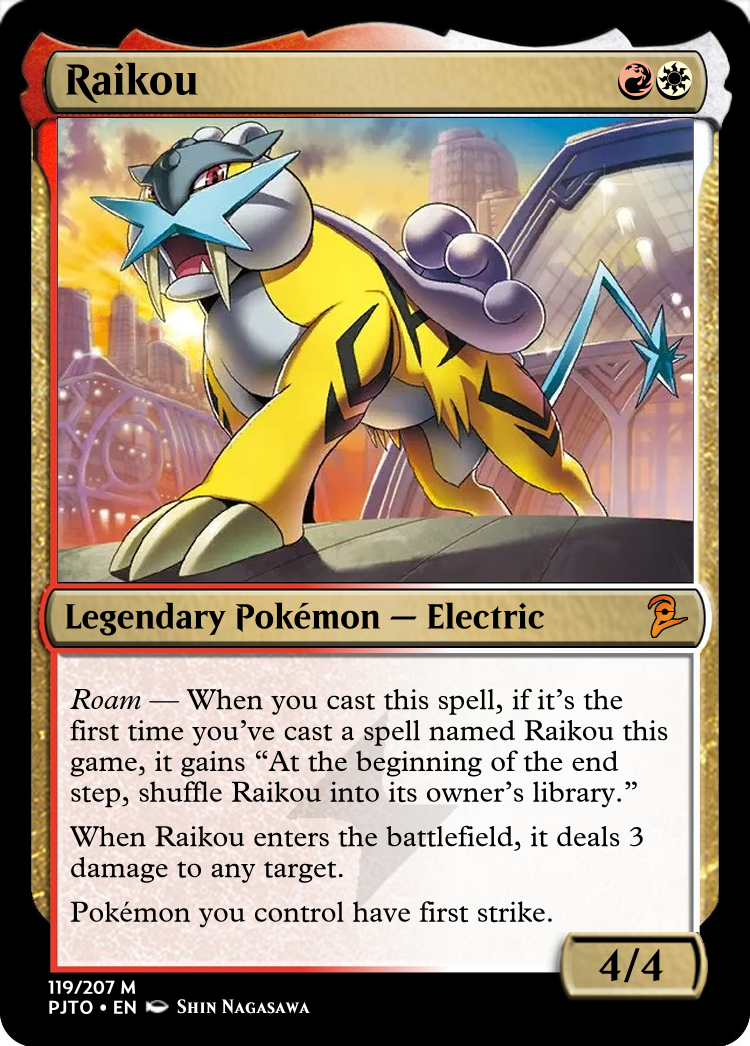 Raikou
Legendary Pokémon — Electric
Roam — When you cast this spell, if it’s the
first time you’ve cast a spell named Raikou this
game, it gains “At the beginning of the end
step, shuffle Raikou into its owner’s library.”
When Raikou enters the battlefield, it deals 3
damage to any target.
Pokémon you control have first strike.
4/4
119/207 M
PJTO • EN Shin Nagasawa